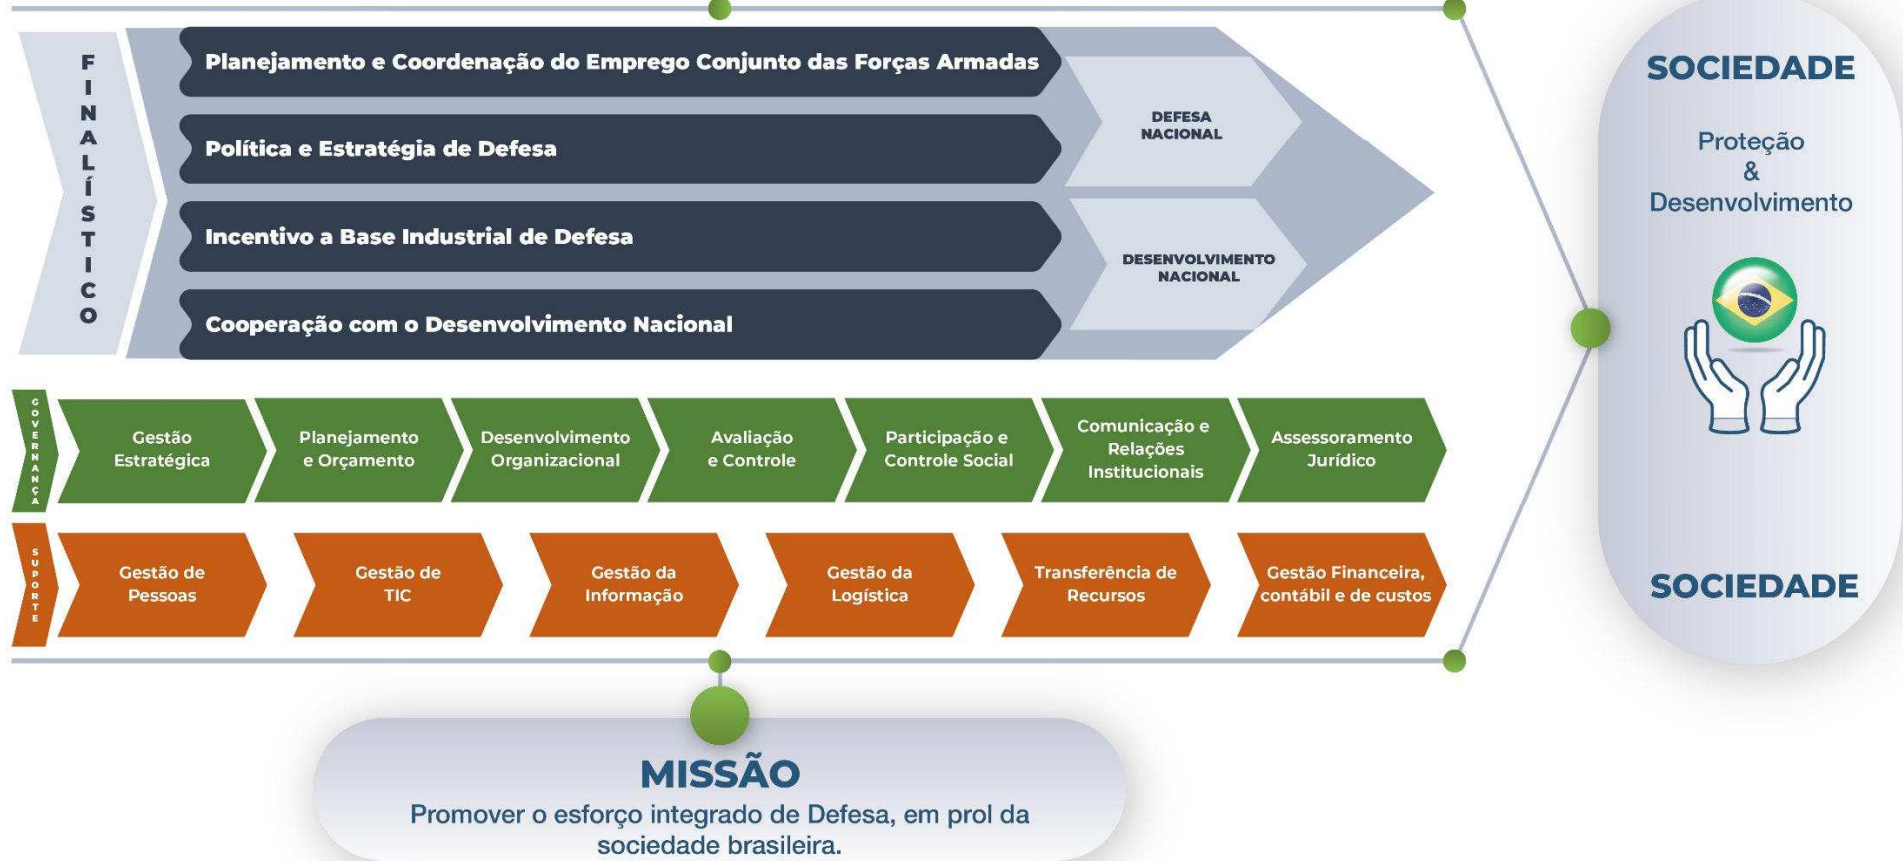 FINALÍSTICO
Planejamento e Coordenação do Emprego Conjunto das Forças Armadas
Política e Estratégia de Defesa
Incentivo a Base Industrial de Defesa
Cooperação com o Desenvolvimento Nacional
DEFESA
NACIONAL
DESENVOLVIMENTO
NACIONAL
GOVERNANÇA
Gestão
Estratégica
Planejamento
e Orçamento
Desenvolvimento
Organizacional
Avaliação
e Controle
Participação e
Controle Social
Comunicação e
Relações
Institucionais
Assessoramento
Jurídico
SUPORTE
Gestão de
Pessoas
Gestão de
TIC
Gestão da
Informação
Gestão da
Logística
Transferência de
Recursos
Gestão Financeira,
contábil e de custos
SOCIEDADE
Proteção
&
Desenvolvimento
SOCIEDADE
MISSÃO
Promover o esforço integrado de Defesa, em prol da
sociedade brasileira.